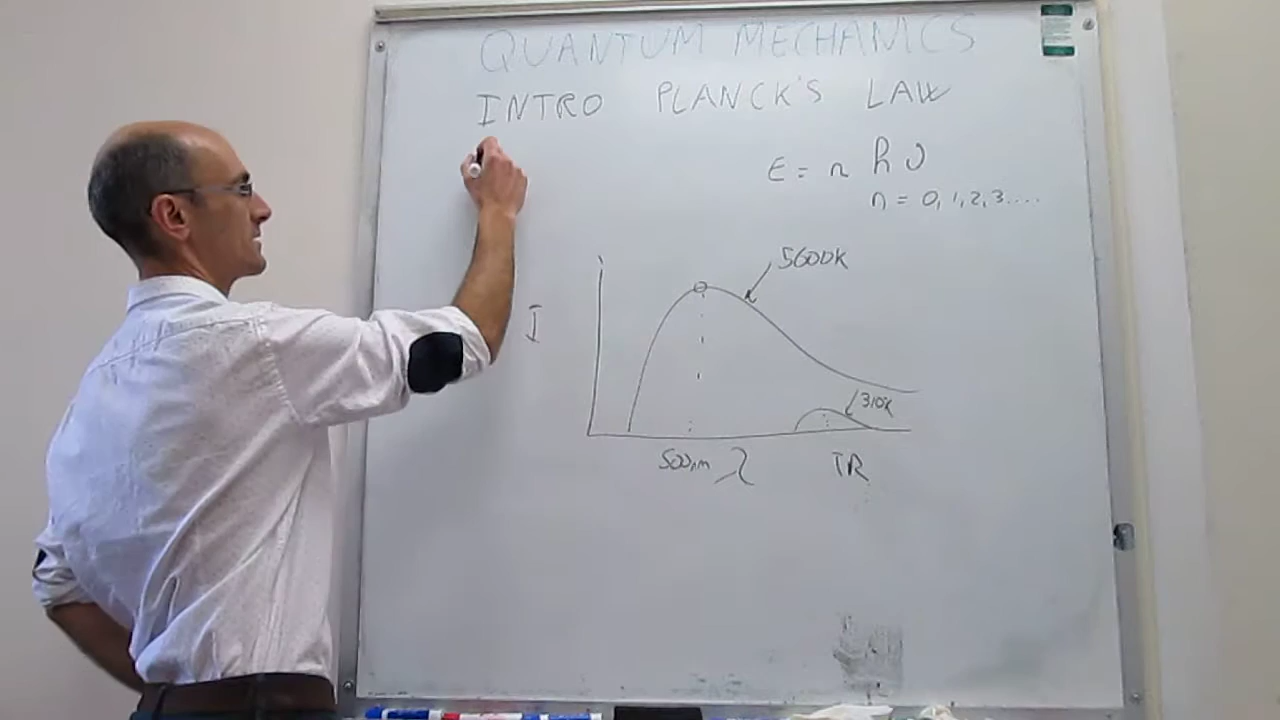 QUANTUM MECHANICS
INTRO PLANCK'S LAW
E = n h υ
n = 0, 1, 2, 3....
5600K
I
310K
500nm λ IR